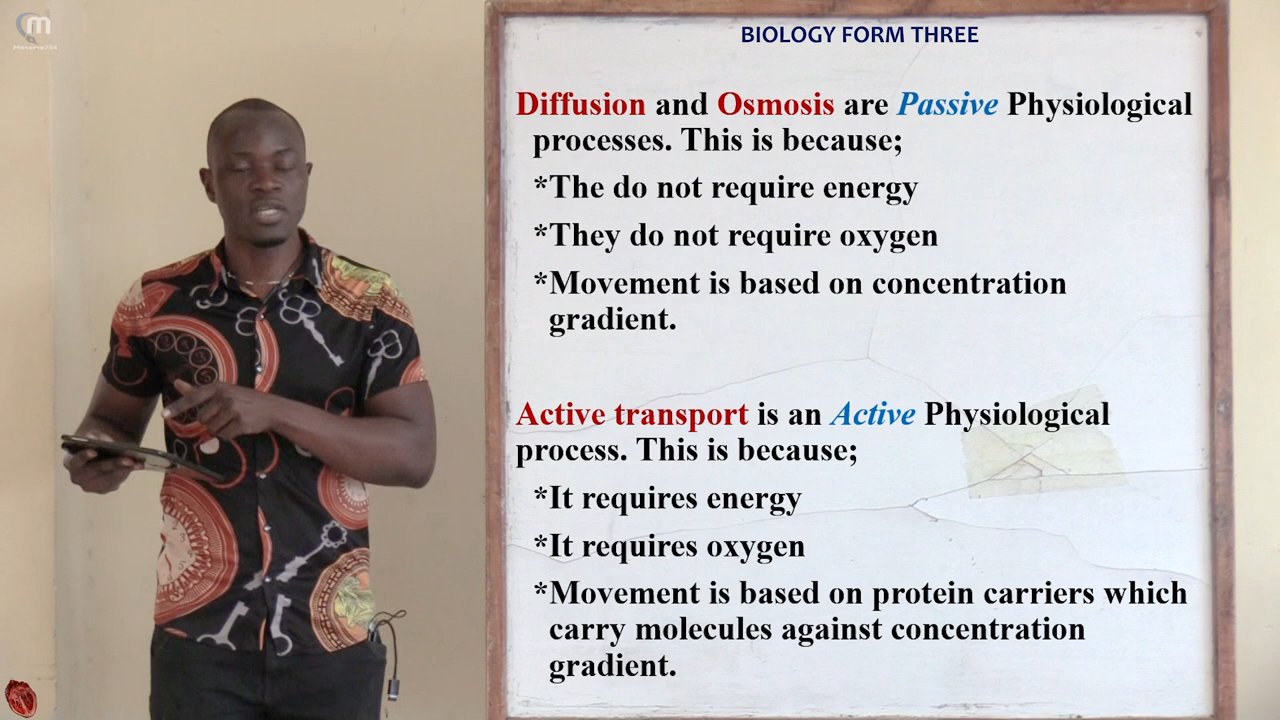 BIOLOGY FORM THREE
Diffusion and Osmosis are Passive Physiological
processes. This is because;
*The do not require energy
*They do not require oxygen
*Movement is based on concentration
gradient.
Active transport is an Active Physiological
process. This is because;
*It requires energy
*It requires oxygen
*Movement is based on protein carriers which
carry molecules against concentration
gradient.